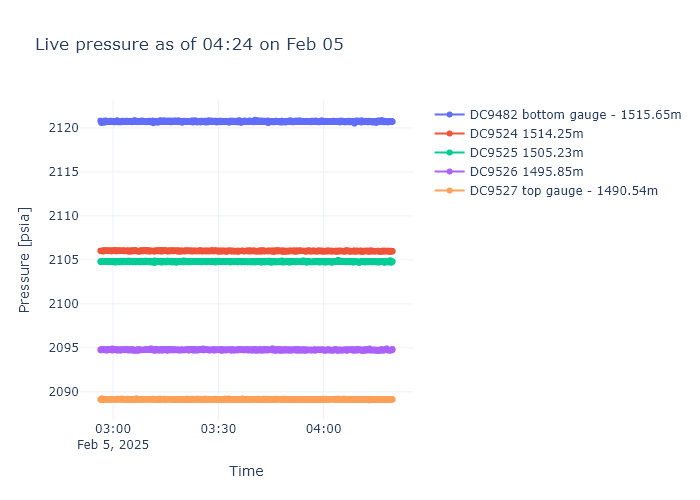 Live pressure as of 04:24 on Feb 05
DC9482 bottom gauge - 1515.65m
DC9524 1514.25m
DC9525 1505.23m
DC9526 1495.85m
DC9527 top gauge - 1490.54m
Pressure [psia]
2120
2115
2110
2105
2100
2095
2090
03:00
Feb 5, 2025
03:30
04:00
Time